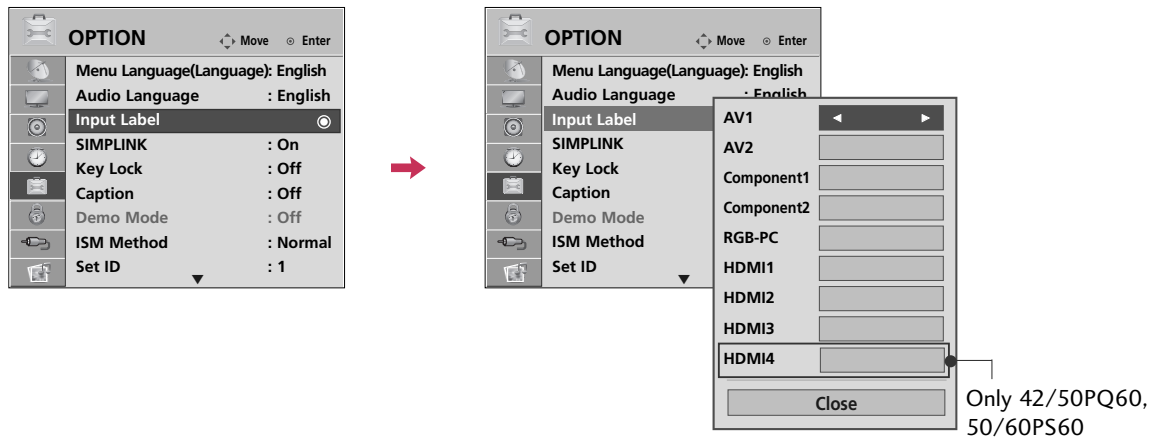 OPTION
Move
Enter
Menu Language(Language): English
Audio Language : English
Input Label
SIMPLINK : On
Key Lock : Off
Caption : Off
Demo Mode : Off
ISM Method : Normal
Set ID : 1
OPTION
Move
Enter
Menu Language(Language): English
Audio Language : English
Input Label
SIMPLINK
Key Lock
Caption
Demo Mode
ISM Method
Set ID
AV1
AV2
Component1
Component2
RGB-PC
HDMI1
HDMI2
HDMI3
HDMI4
Close
Only 42/50PQ60,
50/60PS60